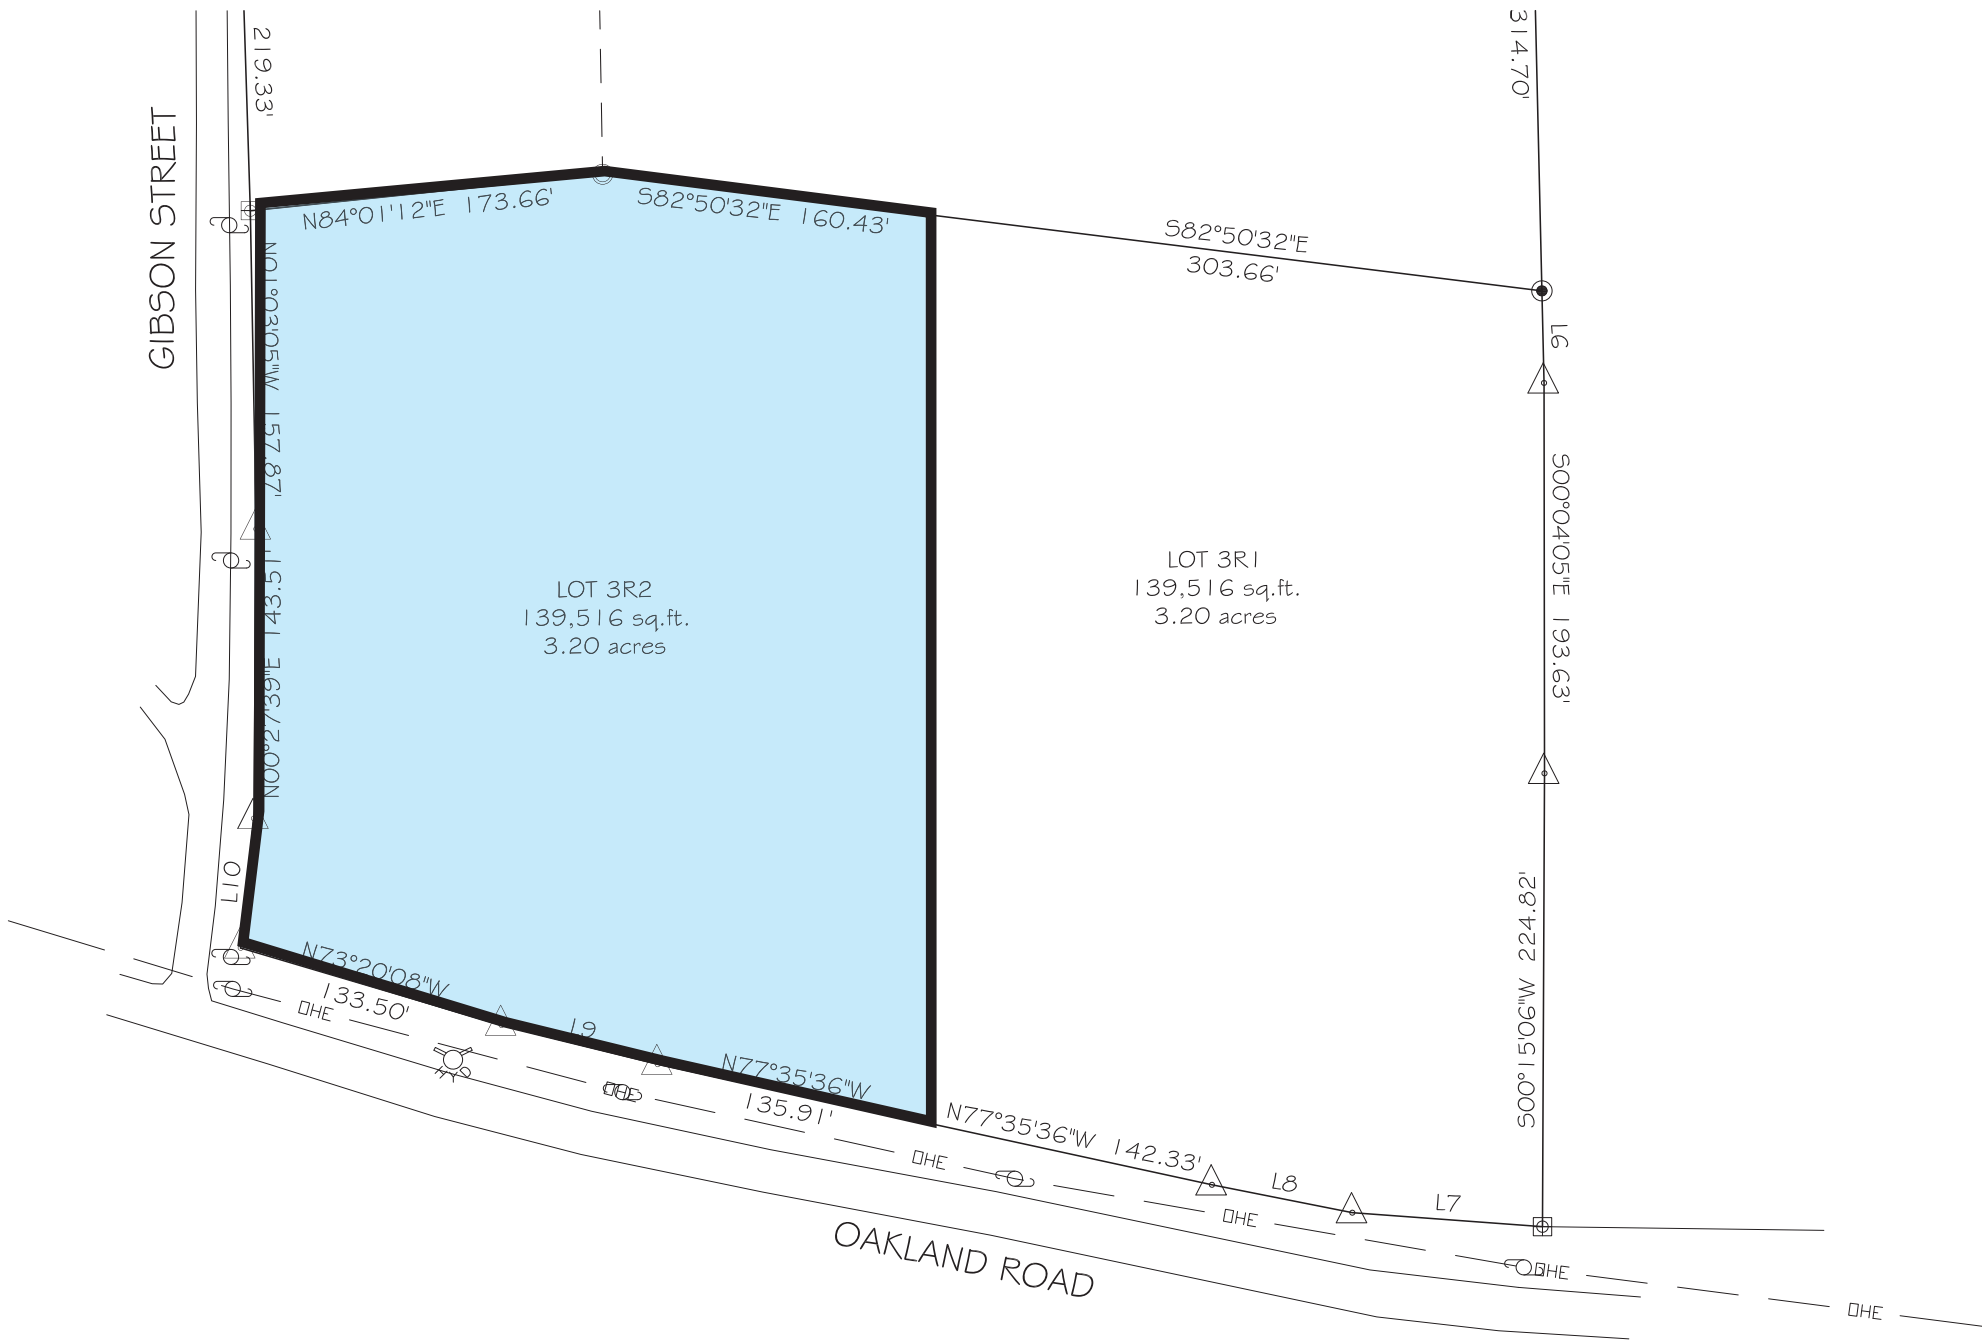 219.33'
314.70'
GIBSON STREET
N84°01'12"E 173.66'
S82°50'32"E 160.43'
S82°50'32"E
303.66'
L6
N01°03'05"W 157.87'
S00°04'05"E 193.63'
LOT 3R2
139,516 sq.ft.
3.20 acres
LOT 3R1
139,516 sq.ft.
3.20 acres
N00°27'39"E 143.51'
L10
S00°15'06"W 224.82'
N73°20'08"W
133.50'
OHE
L9
HYD
OHE
N77°35'36"W
135.91'
N77°35'36"W 142.33'
OHE
L8
L7
OHE
OAKLAND ROAD
OHE
OHE